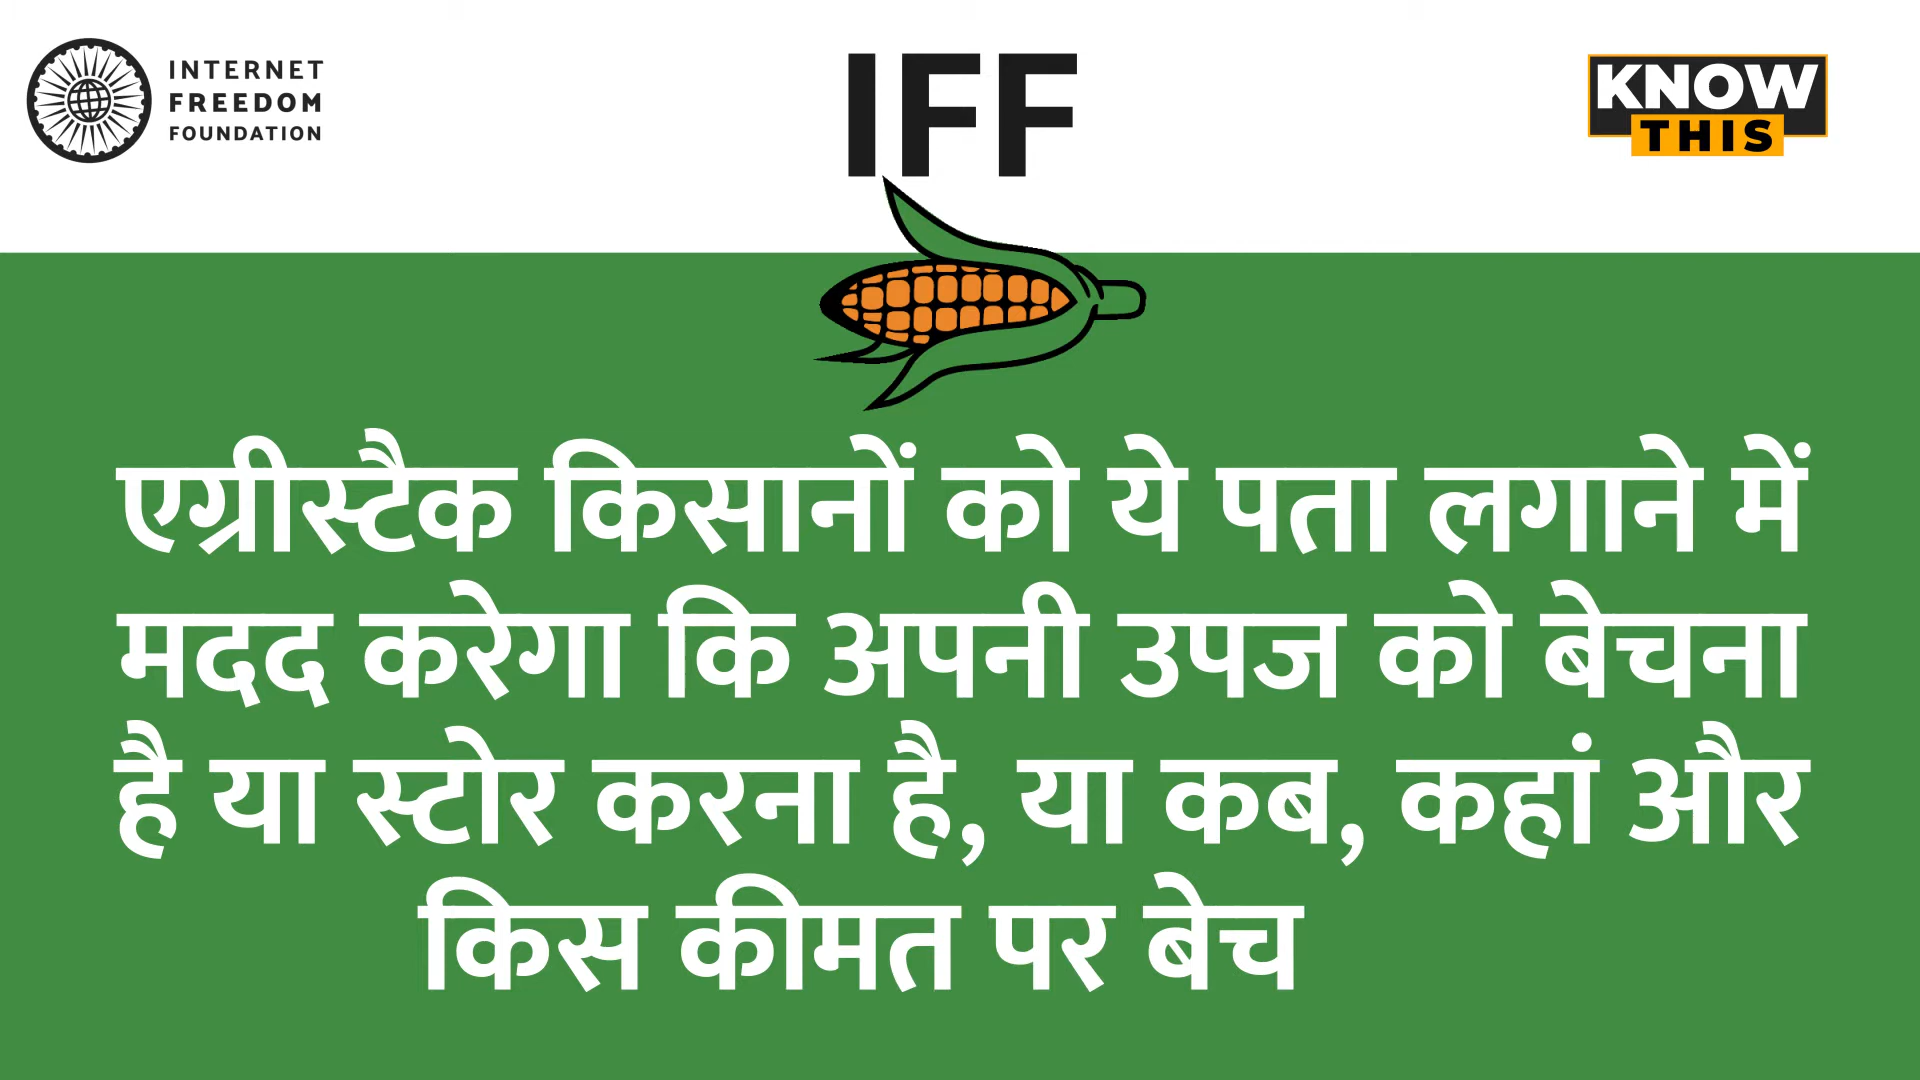 INTERNET
FREEDOM
FOUNDATION
IFF
KNOW
THIS
एग्रीस्टैक किसानों को ये पता लगाने में
मदद करेगा कि अपनी उपज को बेचना
है या स्टोर करना है, या कब, कहां और
किस कीमत पर बेच